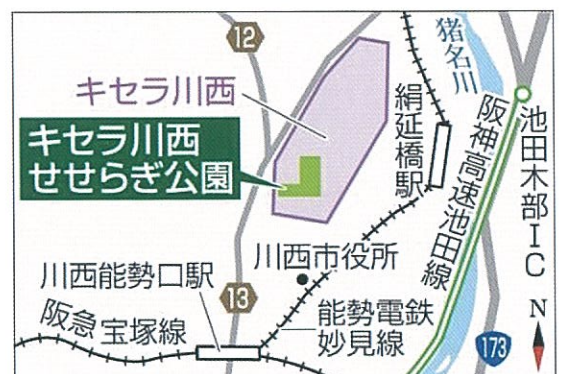 12
キセラ川西
キセラ川西
せせらぎ公園
猪名川
絹延橋駅
阪神高速池田線
池田木部IC
川西市役所
川西能勢口駅
13
阪急 宝塚線
能勢電鉄
妙見線
N
173